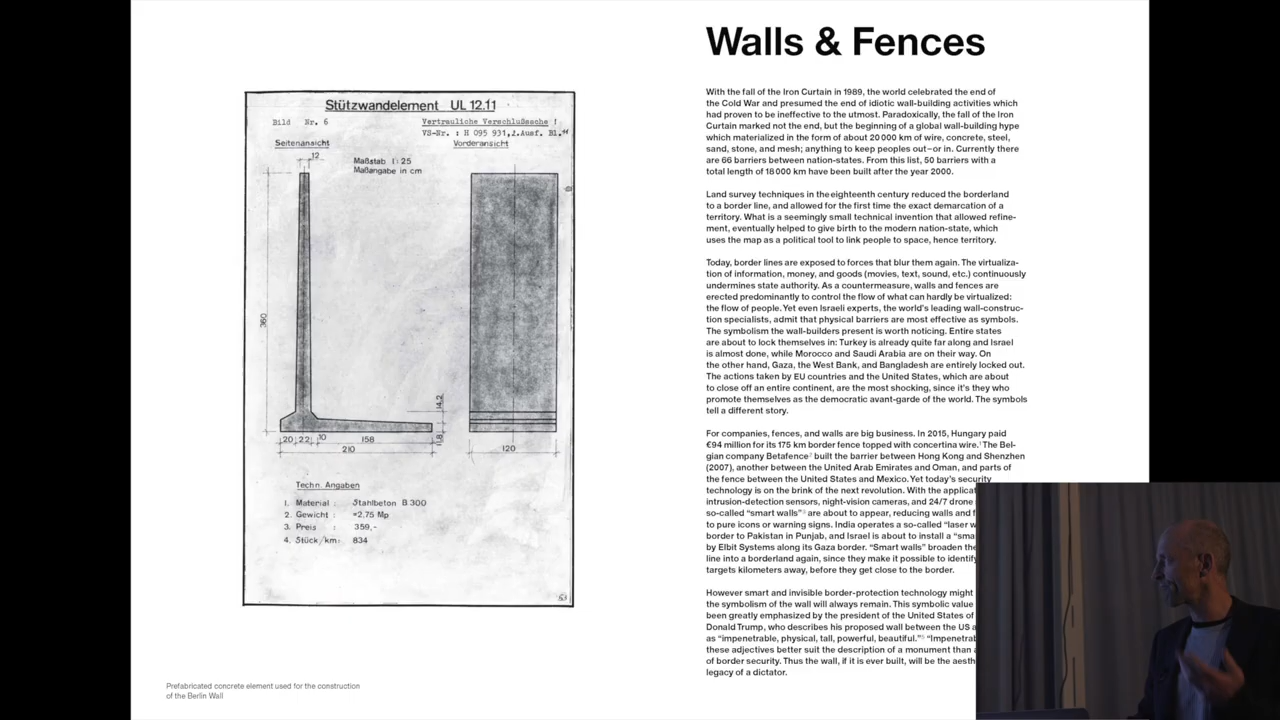 Stützwandelement UL 12.11
Bild Nr. 6
Vertrauliche Verschlußsache !
VS-Nr. : H 095 931, 2. Ausf. Bl.
Seitenansicht
Vorderansicht
12
Maßstab 1:25
Maßangabe in cm
360
14,2
11,8
20 22 10 158
210
120
Techn. Angaben
1. Material : Stahlbeton B 300
2. Gewicht : ≈2,75 Mp
3. Preis : 359,-
4. Stück/km: 834
Prefabricated concrete element used for the construction
of the Berlin Wall
Walls & Fences
With the fall of the Iron Curtain in 1989, the world celebrated the end of
the Cold War and presumed the end of idiotic wall-building activities which
had proven to be ineffective to the utmost. Paradoxically, the fall of the Iron
Curtain marked not the end, but the beginning of a global wall-building hype
which materialized in the form of about 20 000 km of wire, concrete, steel,
sand, stone, and mesh; anything to keep peoples out–or in. Currently there
are 66 barriers between nation-states. From this list, 50 barriers with a
total length of 18 000 km have been built after the year 2000.
Land survey techniques in the eighteenth century reduced the borderland
to a border line, and allowed for the first time the exact demarcation of a
territory. What is a seemingly small technical invention that allowed refine-
ment, eventually helped to give birth to the modern nation-state, which
uses the map as a political tool to link people to space, hence territory.
Today, border lines are exposed to forces that blur them again. The virtualiza-
tion of information, money, and goods (movies, text, sound, etc.) continuously
undermines state authority. As a countermeasure, walls and fences are
erected predominantly to control the flow of what can hardly be virtualized:
the flow of people. Yet even Israeli experts, the world's leading wall-construc-
tion specialists, admit that physical barriers are most effective as symbols.
The symbolism the wall-builders present is worth noticing. Entire states
are about to lock themselves in: Turkey is already quite far along and Israel
is almost done, while Morocco and Saudi Arabia are on their way. On
the other hand, Gaza, the West Bank, and Bangladesh are entirely locked out.
The actions taken by EU countries and the United States, which are about
to close off an entire continent, are the most shocking, since it's they who
promote themselves as the democratic avant-garde of the world. The symbols
tell a different story.
For companies, fences, and walls are big business. In 2015, Hungary paid
€94 million for its 175 km border fence topped with concertina wire.¹ The Bel-
gian company Betafence² built the barrier between Hong Kong and Shenzhen
(2007), another between the United Arab Emirates and Oman, and parts of
the fence between the United States and Mexico. Yet today's security
technology is on the brink of the next revolution. With the applicat
intrusion-detection sensors, night-vision cameras, and 24/7 drone
so-called “smart walls”³ are about to appear, reducing walls and f
to pure icons or warning signs. India operates a so-called “laser w
border to Pakistan in Punjab, and Israel is about to install a “sma
by Elbit Systems along its Gaza border. “Smart walls” broaden the
line into a borderland again, since they make it possible to identify
targets kilometers away, before they get close to the border.
However smart and invisible border-protection technology might
the symbolism of the wall will always remain. This symbolic value
been greatly emphasized by the president of the United States of
Donald Trump, who describes his proposed wall between the US a
as “impenetrable, physical, tall, powerful, beautiful.”⁵ “Impenetrab
these adjectives better suit the description of a monument than a
of border security. Thus the wall, if it is ever built, will be the aesth
legacy of a dictator.